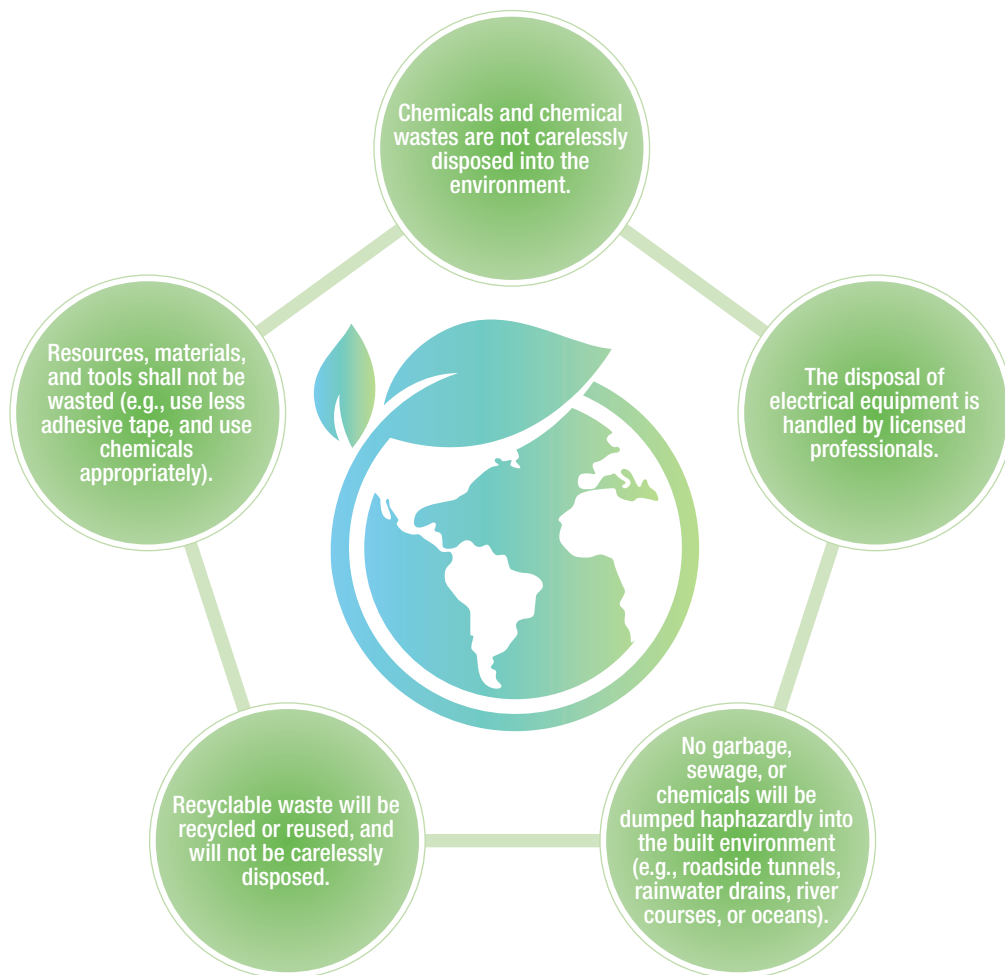 Chemicals and chemical
wastes are not carelessly
disposed into the
environment.
Resources, materials,
and tools shall not be
wasted (e.g., use less
adhesive tape, and use
chemicals
appropriately).
The disposal of
electrical equipment is
handled by licensed
professionals.
Recyclable waste will be
recycled or reused, and
will not be carelessly
disposed.
No garbage,
sewage, or
chemicals will be
dumped haphazardly into
the built environment
(e.g., roadside tunnels,
rainwater drains, river
courses, or oceans).